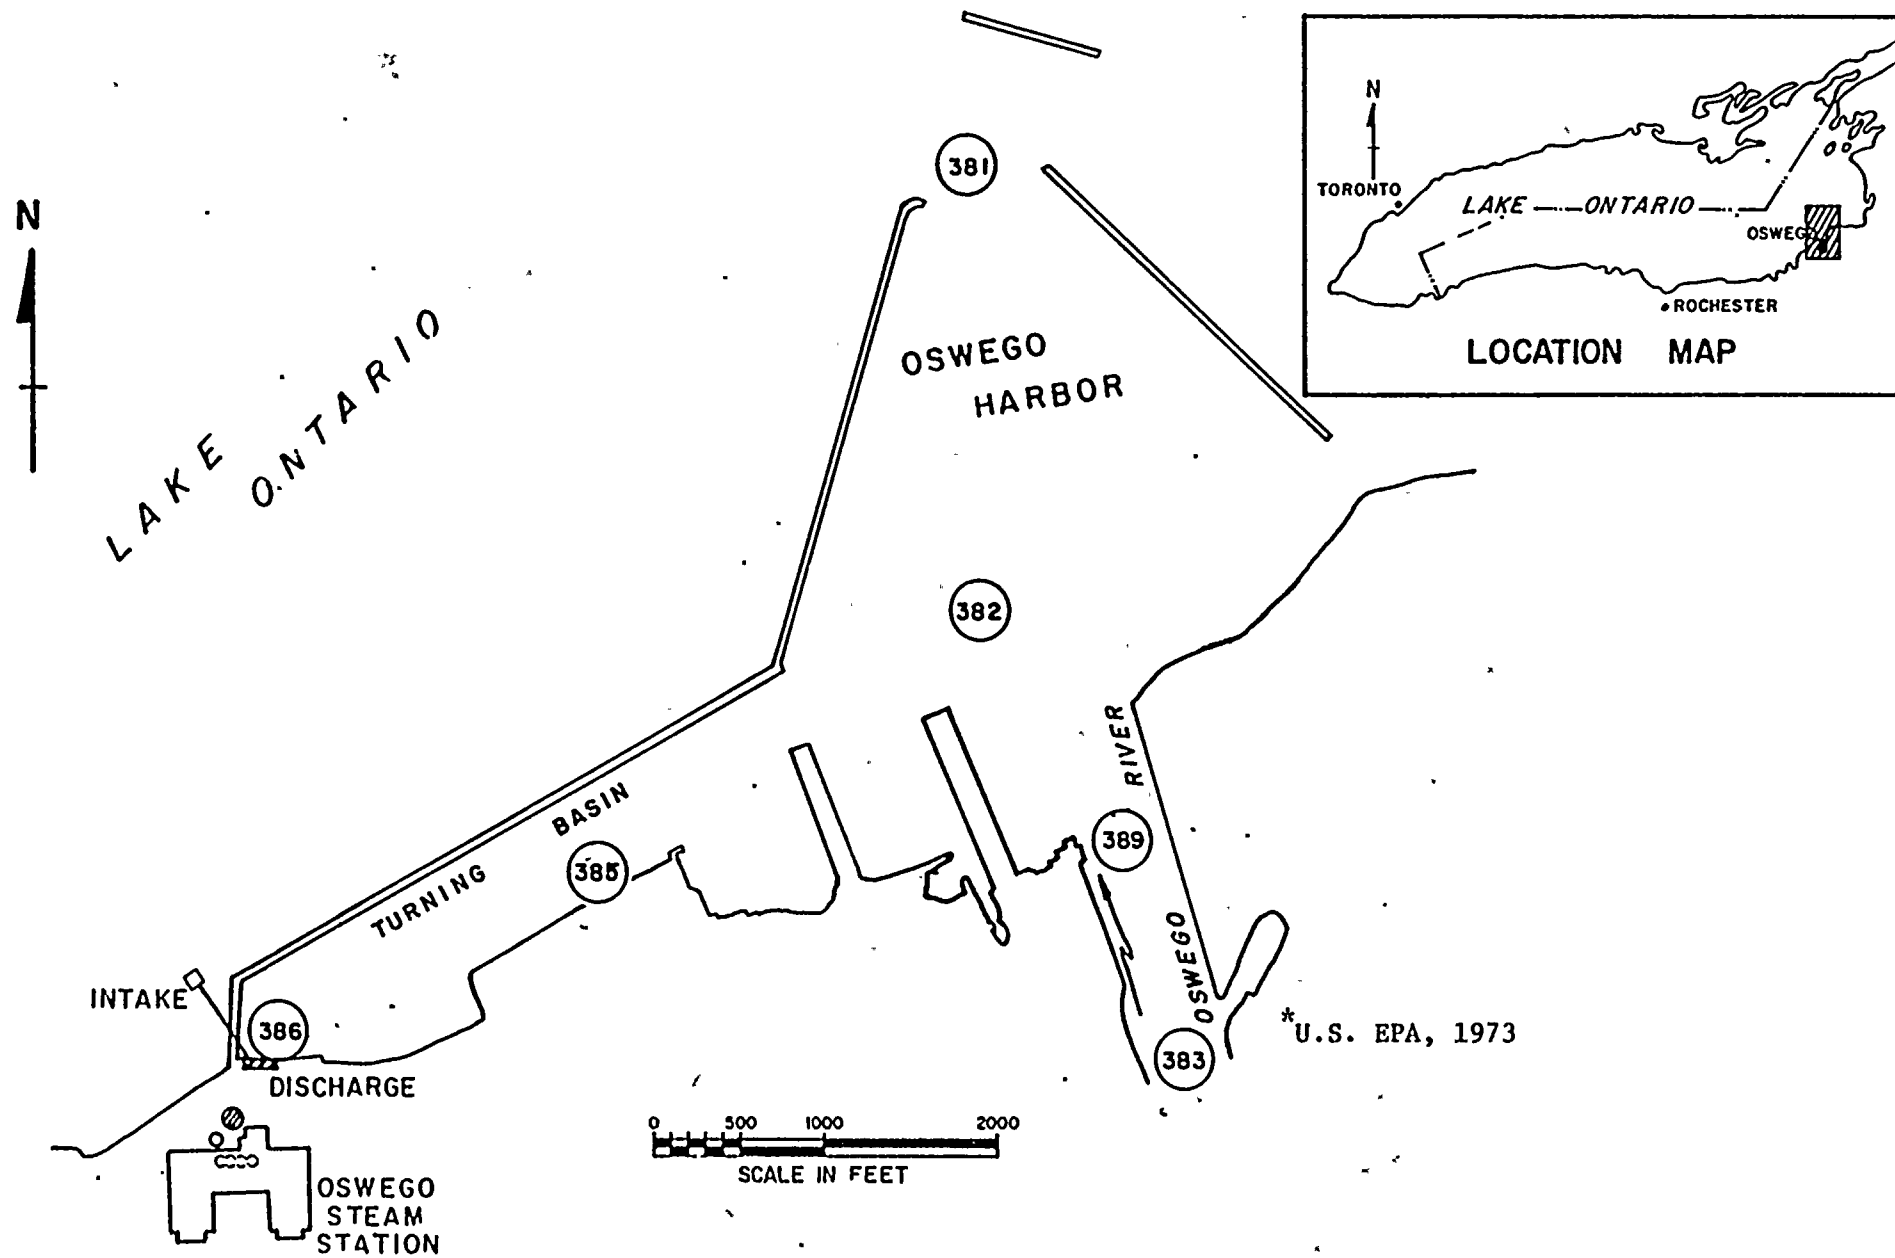 N
LAKE
ONTARIO
381
OSWEGO
HARBOR
382
RIVER
389
OSWEGO
383
TURNING BASIN
385
INTAKE
386
DISCHARGE
OSWEGO
STEAM
STATION
0 500 1000 2000
SCALE IN FEET
*U.S. EPA, 1973
N
TORONTO
LAKE ONTARIO
OSWEGO
ROCHESTER
LOCATION MAP